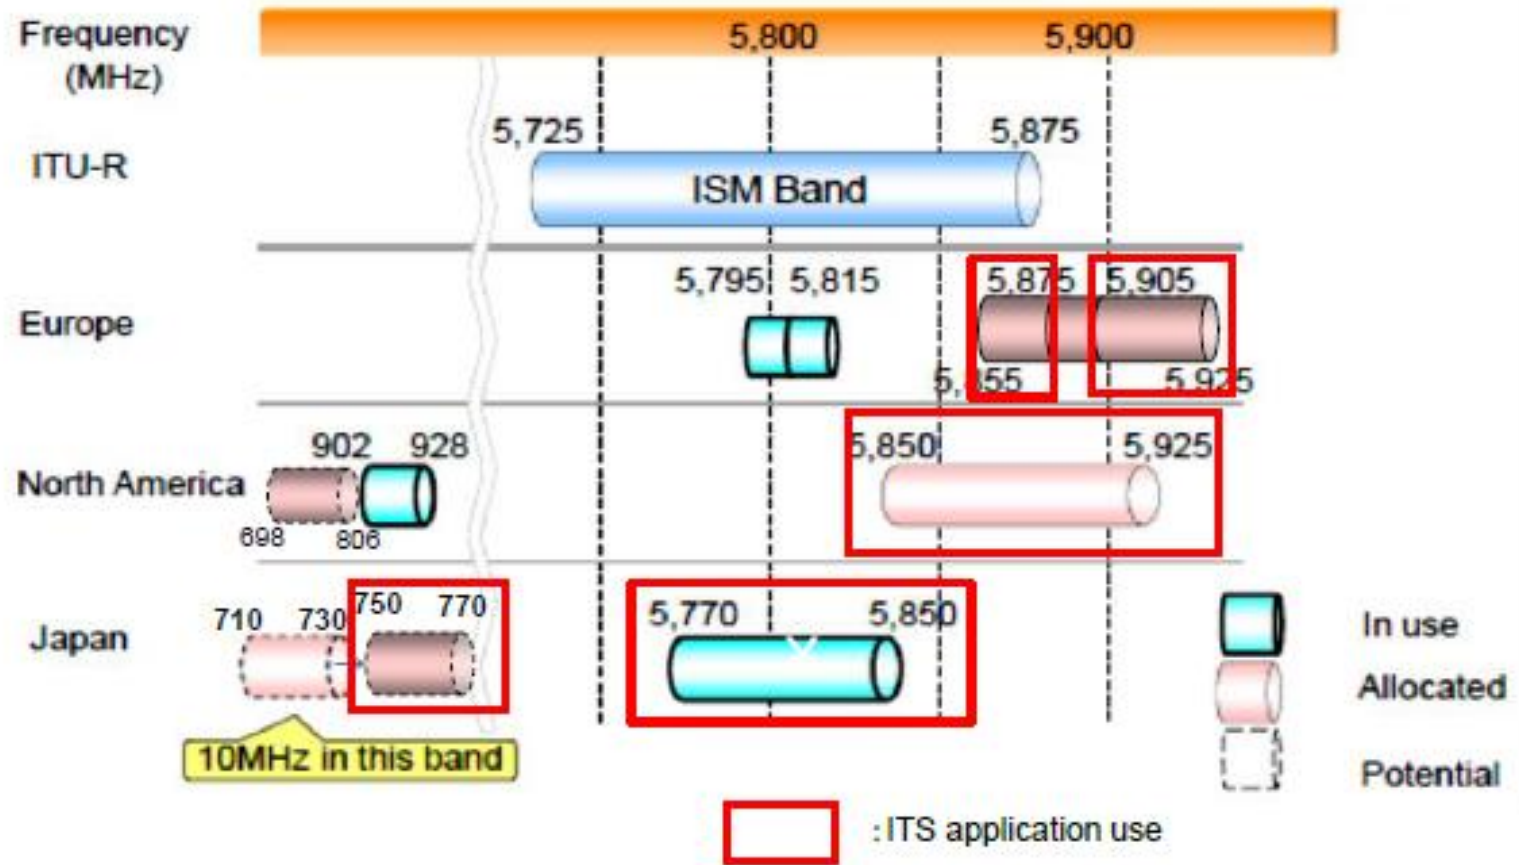 Frequency
(MHz)
5,800
5,900
ITU-R
5,725
5,875
ISM Band
Europe
5,795
5,815
5,875
5,905
5,855
5,925
North America
902
928
698
806
5,850
5,925
Japan
710
730
750
770
5,770
5,850
10MHz in this band
In use
Allocated
Potential
: ITS application use